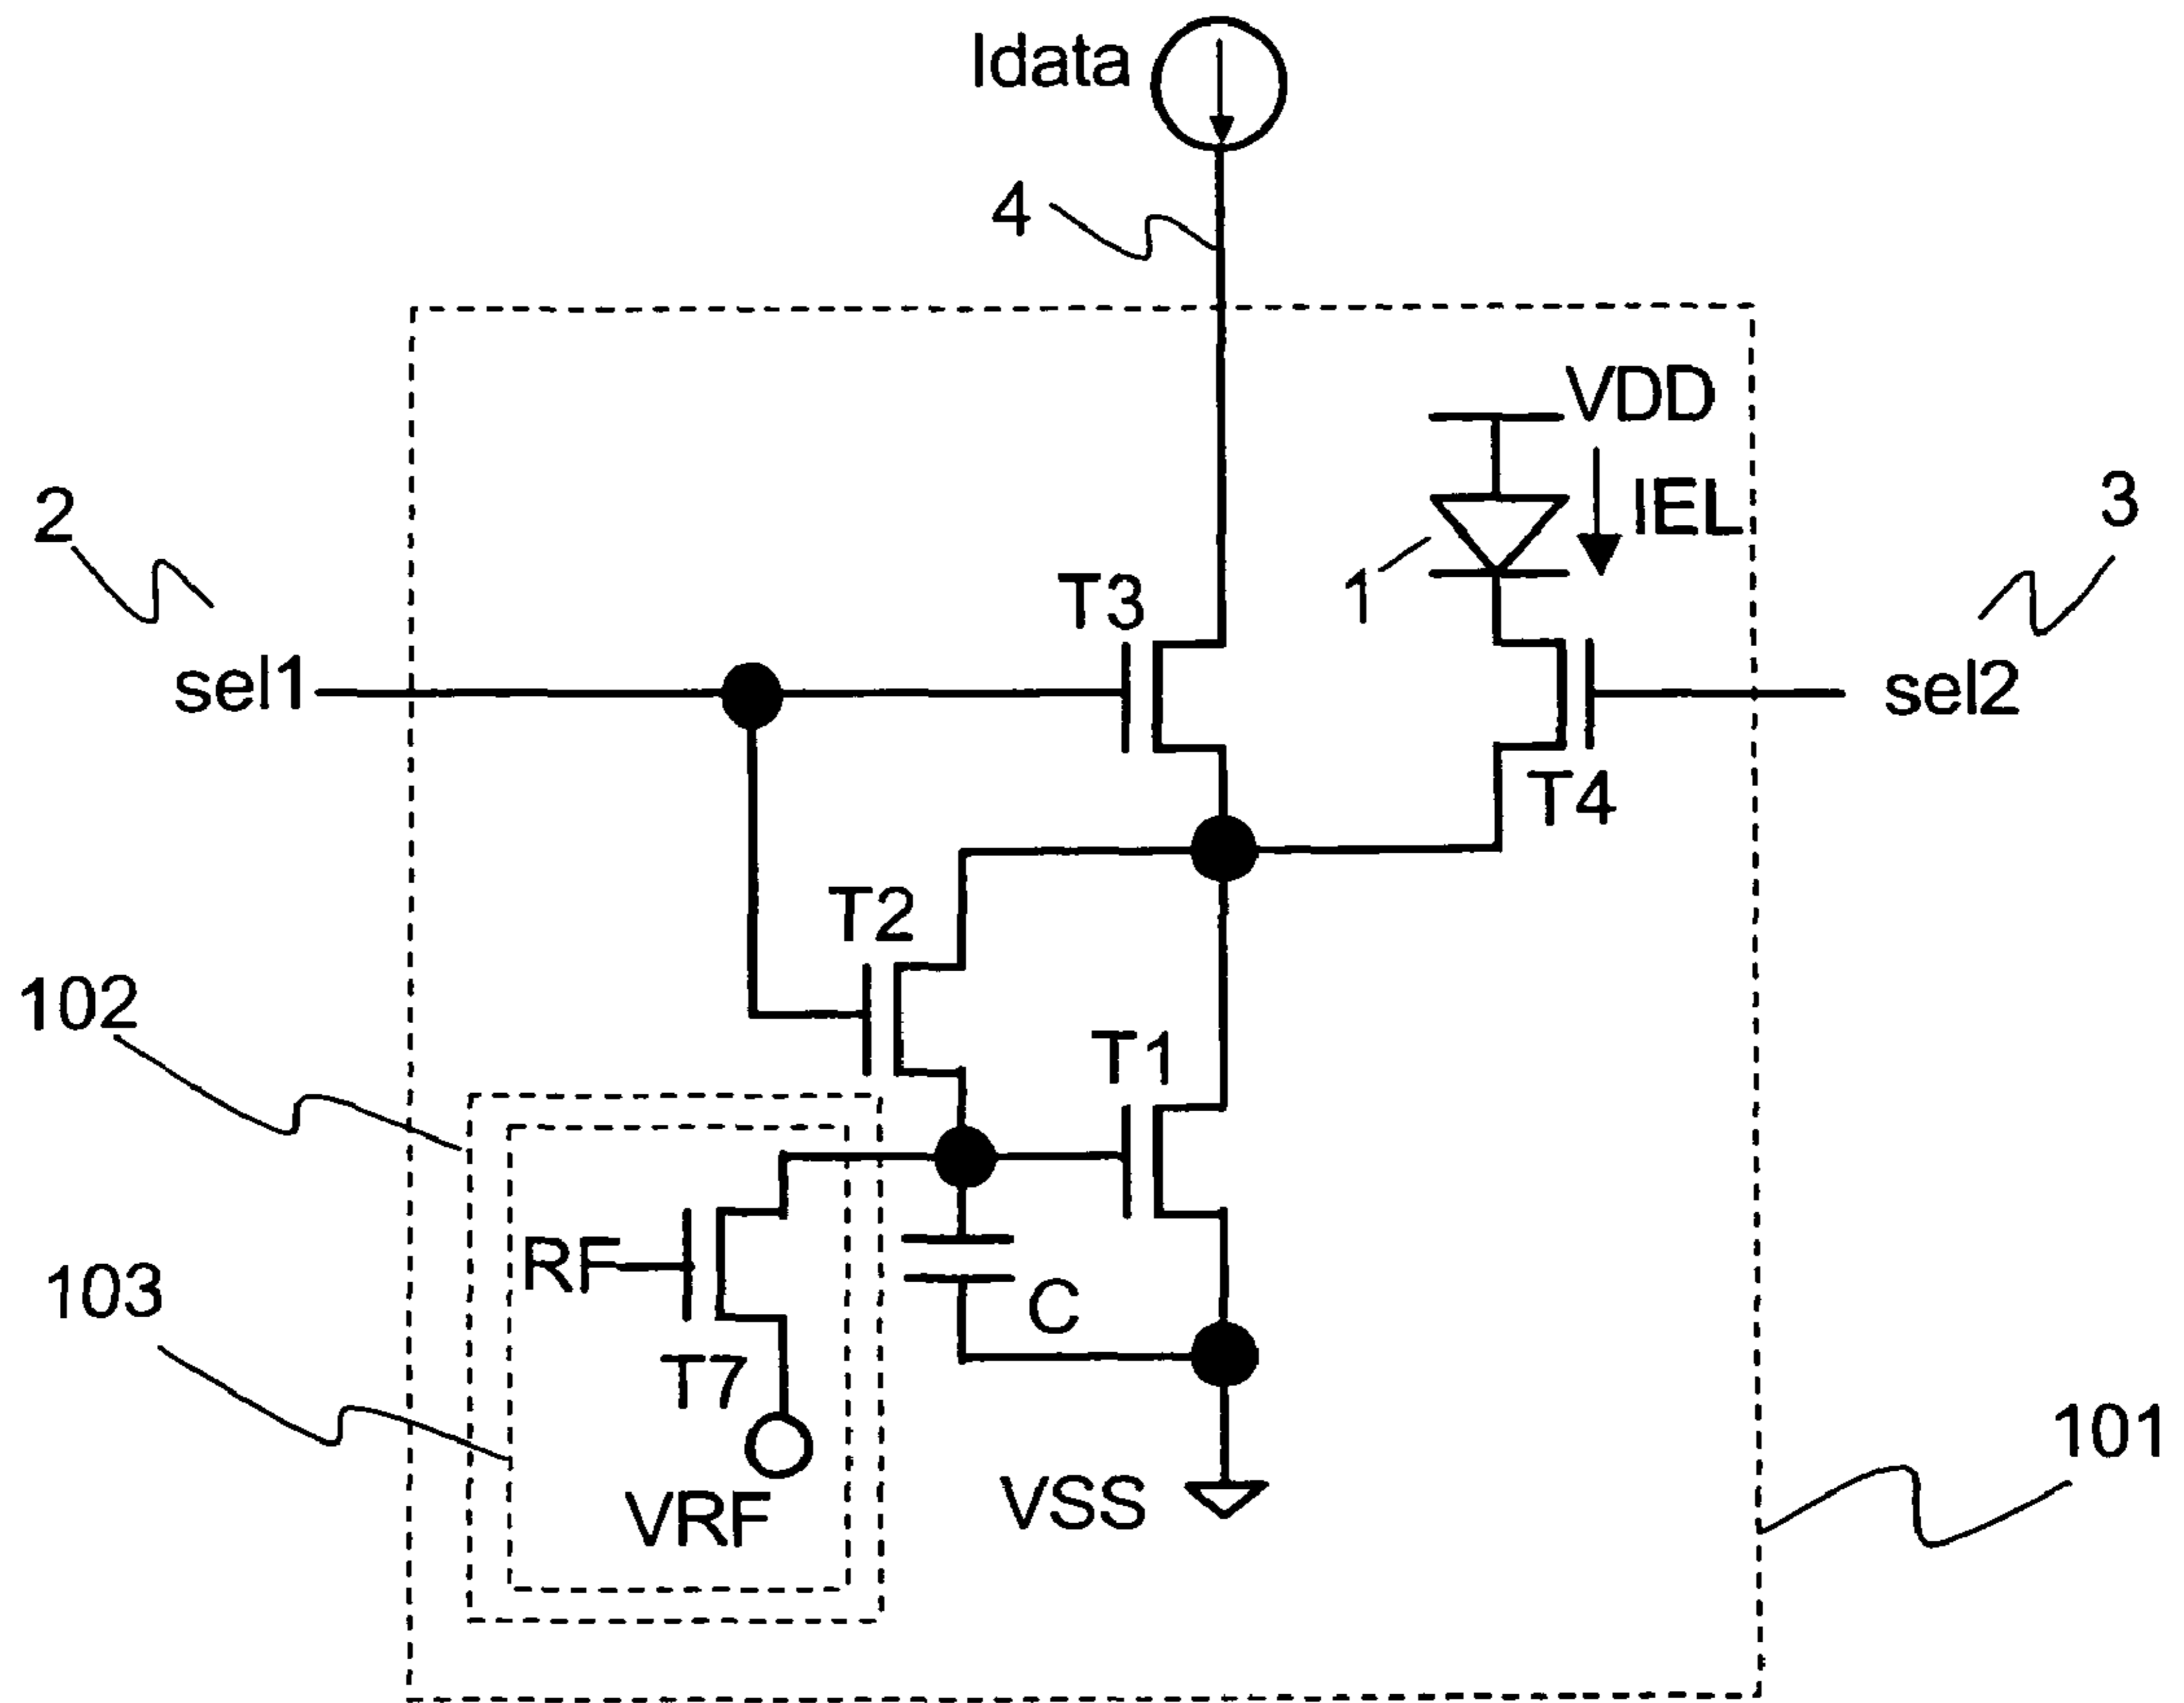 Idata
4
VDD
IEL
2
3
1
T3
sel1
sel2
T4
T2
102
T1
RF
103
C
T7
101
VRF
VSS